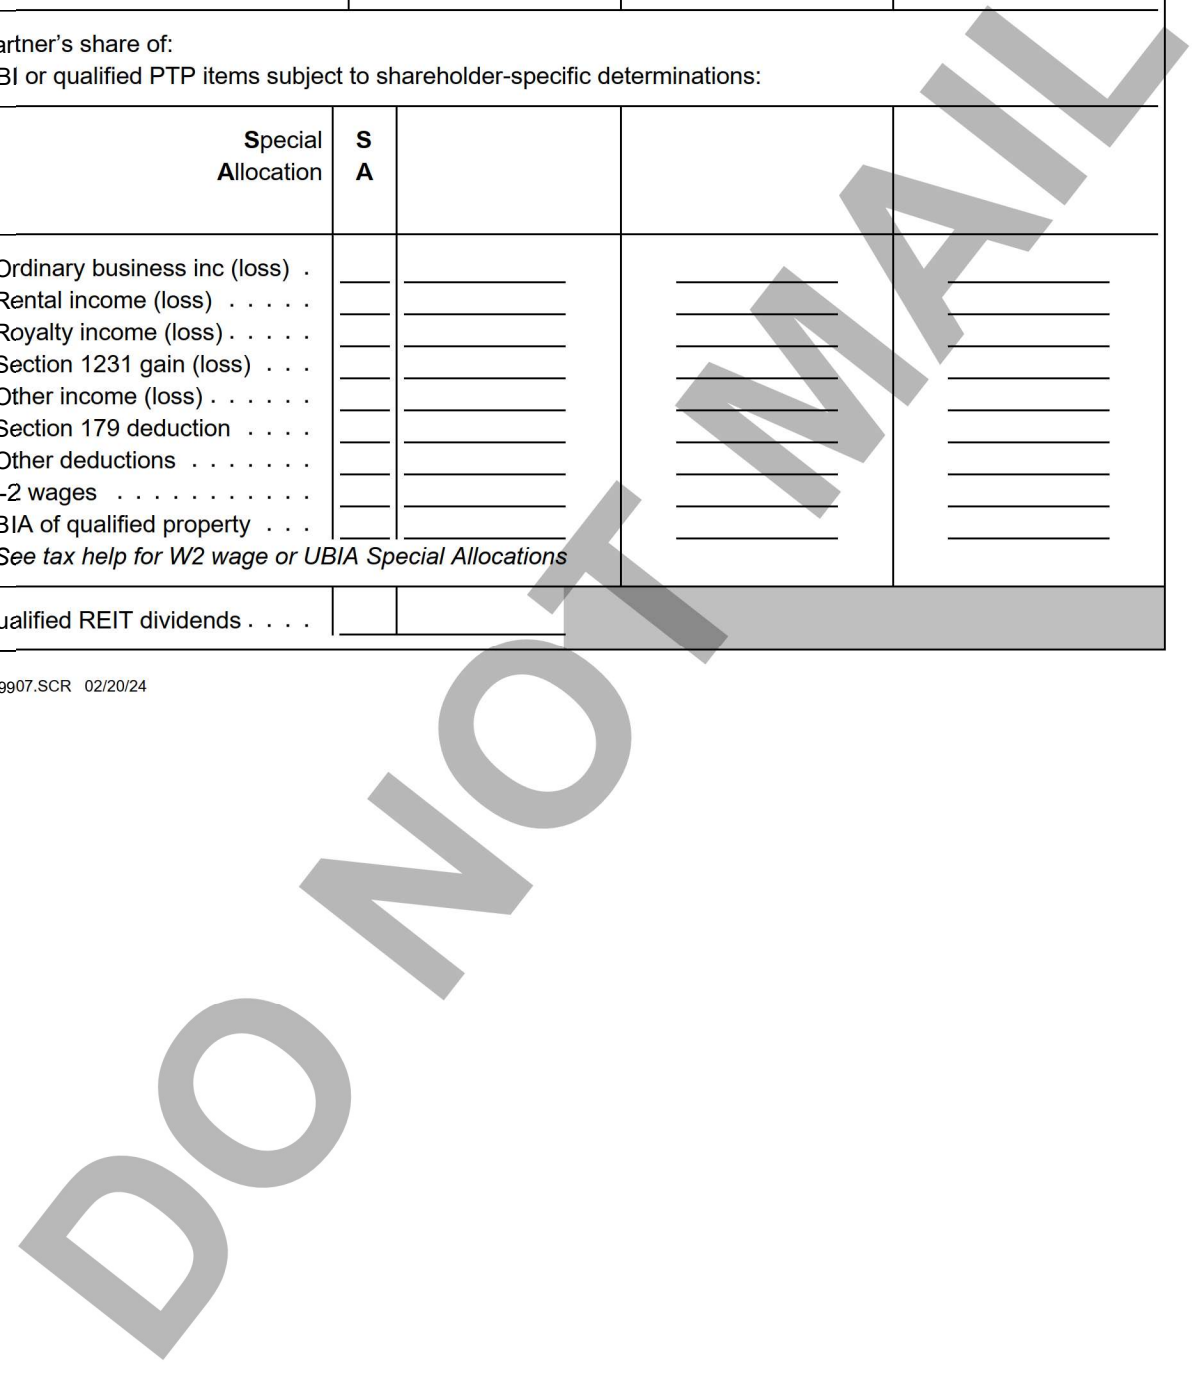 artner's share of:
BI or qualified PTP items subject to shareholder-specific determinations:
Special S
Allocation A
Ordinary business inc (loss) .
Rental income (loss) . . . . .
Royalty income (loss) . . . . .
Section 1231 gain (loss) . . .
Other income (loss) . . . . . .
Section 179 deduction . . . .
Other deductions . . . . . . .
-2 wages . . . . . . . . . . .
BIA of qualified property . . .
See tax help for W2 wage or UBIA Special Allocations
ualified REIT dividends . . . .
9907.SCR 02/20/24
DO NOT MAIL